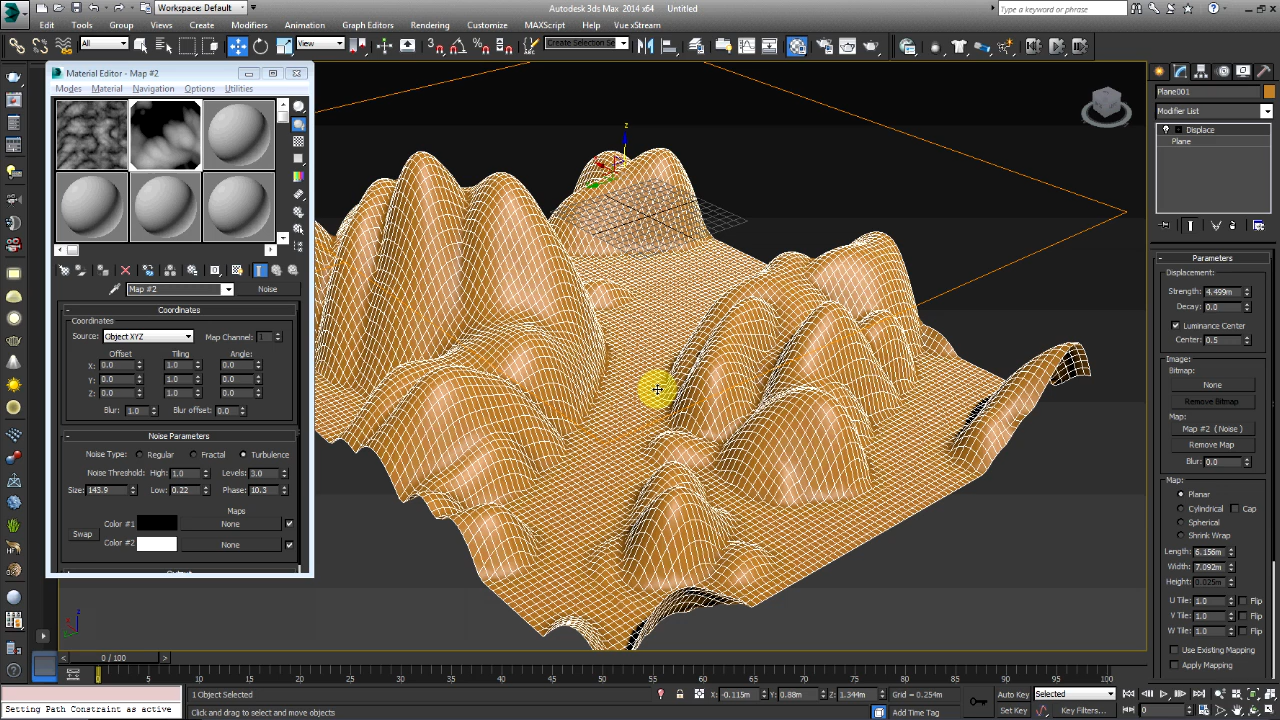 Workspace: Default
Autodesk 3ds Max 2014 x64 Untitled
Type a keyword or phrase
Edit Tools Group Views Create Modifiers Animation Graph Editors Rendering Customize MAXScript Help Vue xStream
All View Create Selection Se
Material Editor - Map #2
Modes Material Navigation Options Utilities
Map #2 Noise
Coordinates
Coordinates
Source: Object XYZ Map Channel: 1
Offset Tiling Angle:
X: 0.0 1.0 0.0
Y: 0.0 1.0 0.0
Z: 0.0 1.0 0.0
Blur: 1.0 Blur offset: 0.0
Noise Parameters
Noise Type: Regular Fractal Turbulence
Noise Threshold: High: 1.0 Levels: 3.0
Size: 143.9 Low: 0.22 Phase: 10.3
Maps
Color #1 None
Swap
Color #2 None
z
z
Plane001
Modifier List
Displace
Plane
Parameters
Displacement:
Strength: 4.499m
Decay: 0.0
Luminance Center
Center: 0.5
Image:
Bitmap:
None
Remove Bitmap
Map:
Map #2 ( Noise )
Remove Map
Blur: 0.0
Map:
Planar
Cylindrical Cap
Spherical
Shrink Wrap
Length: 6.156m
Width: 7.092m
Height: 0.025m
U Tile: 1.0 Flip
V Tile: 1.0 Flip
W Tile: 1.0 Flip
Use Existing Mapping
Apply Mapping
0 / 100
0 5 10 15 20 25 30 35 40 45 50 55 60 65 70 75 80 85 90 95 100
1 Object Selected X: -0.115m Y: 0.88m Z: 1.344m Grid = 0.254m Auto Key Selected
Setting Path Constraint as active Click and drag to select and move objects Add Time Tag Set Key Key Filters... 0